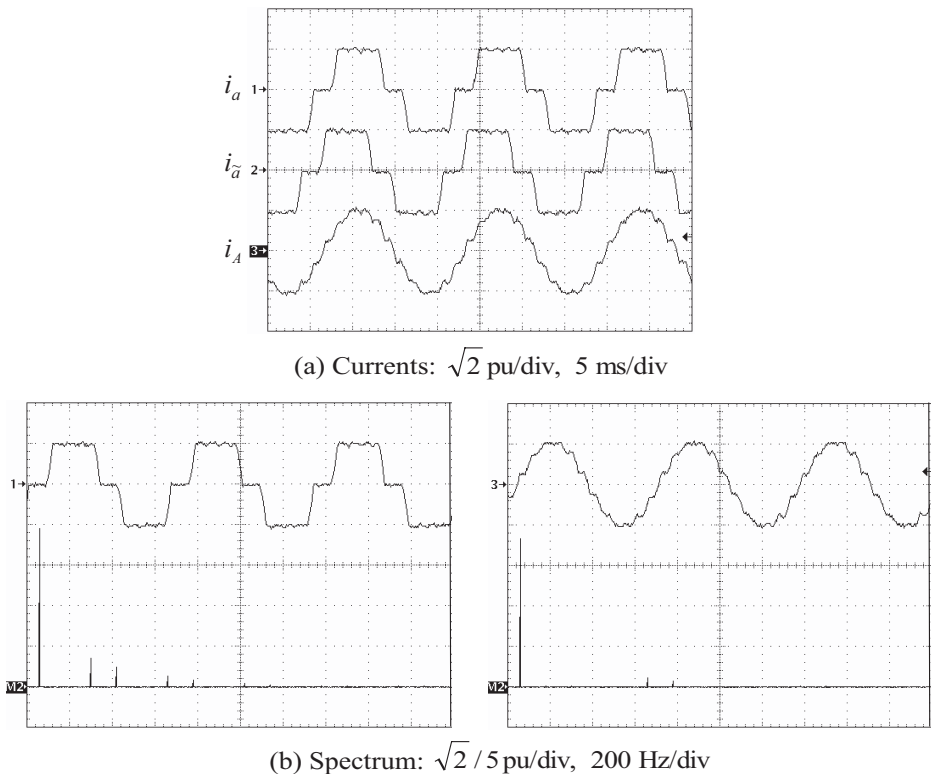 i_a 1→
i_ã 2→
i_A 3→
(a) Currents: √2 pu/div, 5 ms/div
1→ 3→
M2→ M2→
(b) Spectrum: √2 / 5 pu/div, 200 Hz/div